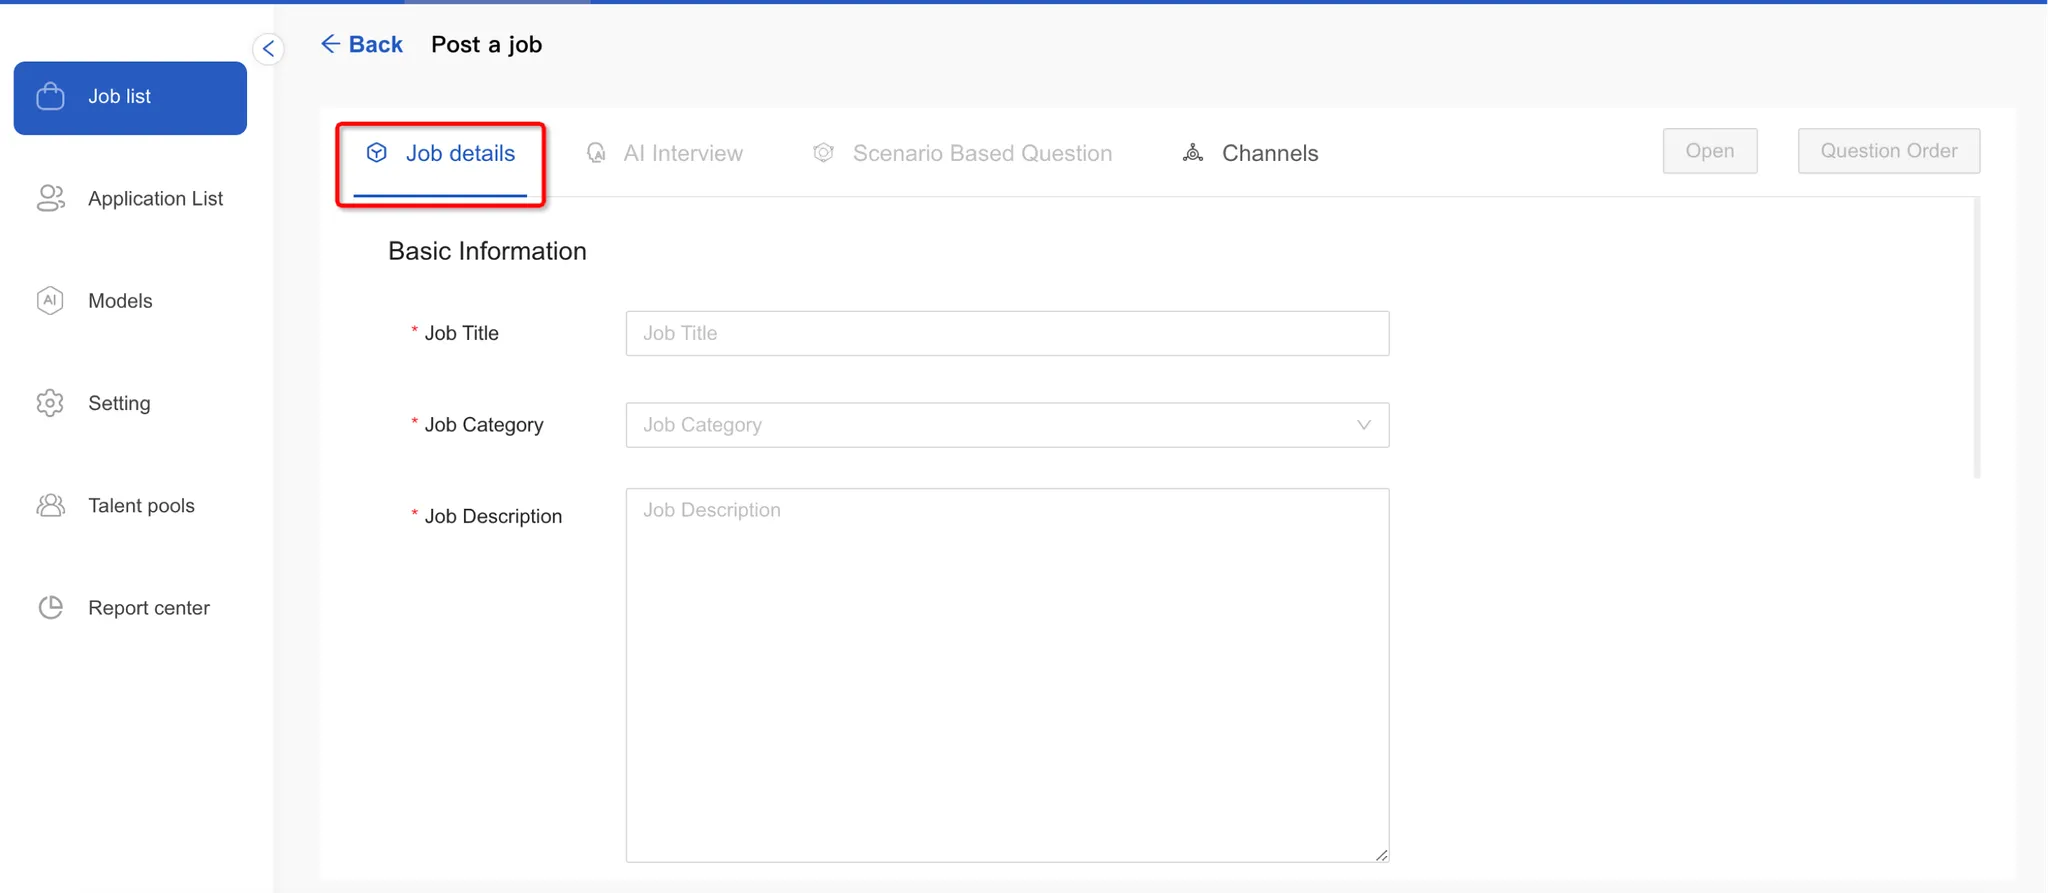 Back Post a job
Job list
Application List
Models
AI
Setting
Talent pools
Report center
Job details AI Interview Scenario Based Question Channels Open Question Order
Basic Information
* Job Title Job Title
* Job Category Job Category
* Job Description Job Description